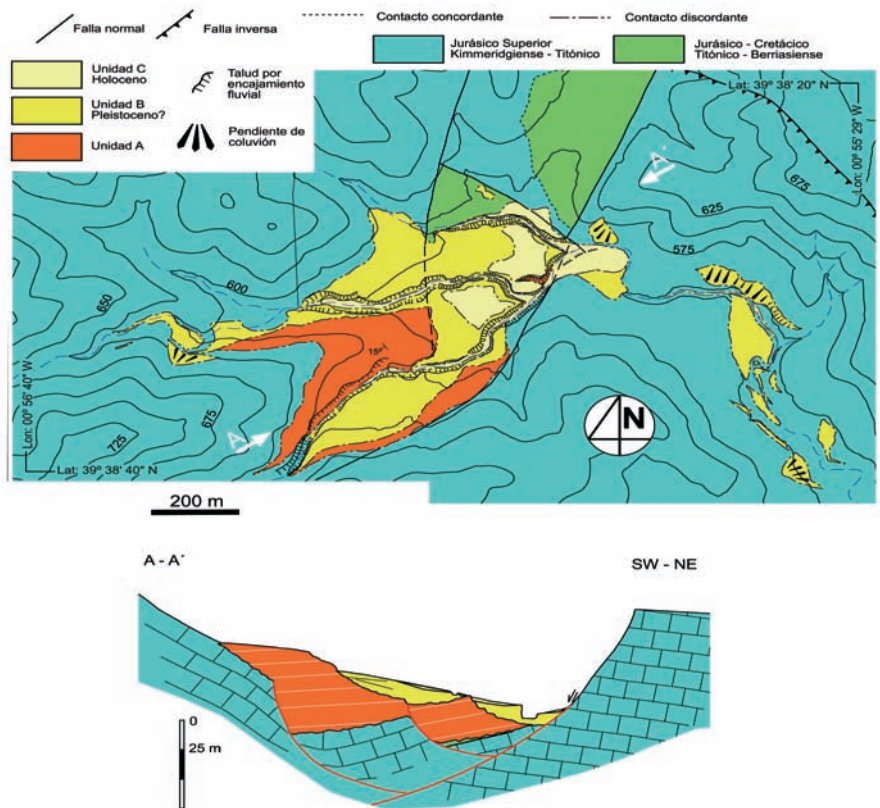 Falla normal
Falla inversa
Contacto concordante
Contacto discordante
Jurásico Superior
Kimmeridgiense - Titónico
Jurásico - Cretácico
Titónico - Berriasiense
Unidad C
Holoceno
Unidad B
Pleistoceno?
Unidad A
Talud por
encajamiento
fluvial
Pendiente de
coluvión
Lat: 39º 38' 20" N
Lon: 00º 55' 29" W
A´
675
625
575
600
650
675
725
A
Lon: 00º 56' 40" W
Lat: 39º 38' 40" N
N
200 m
A - A´
SW - NE
0
25 m